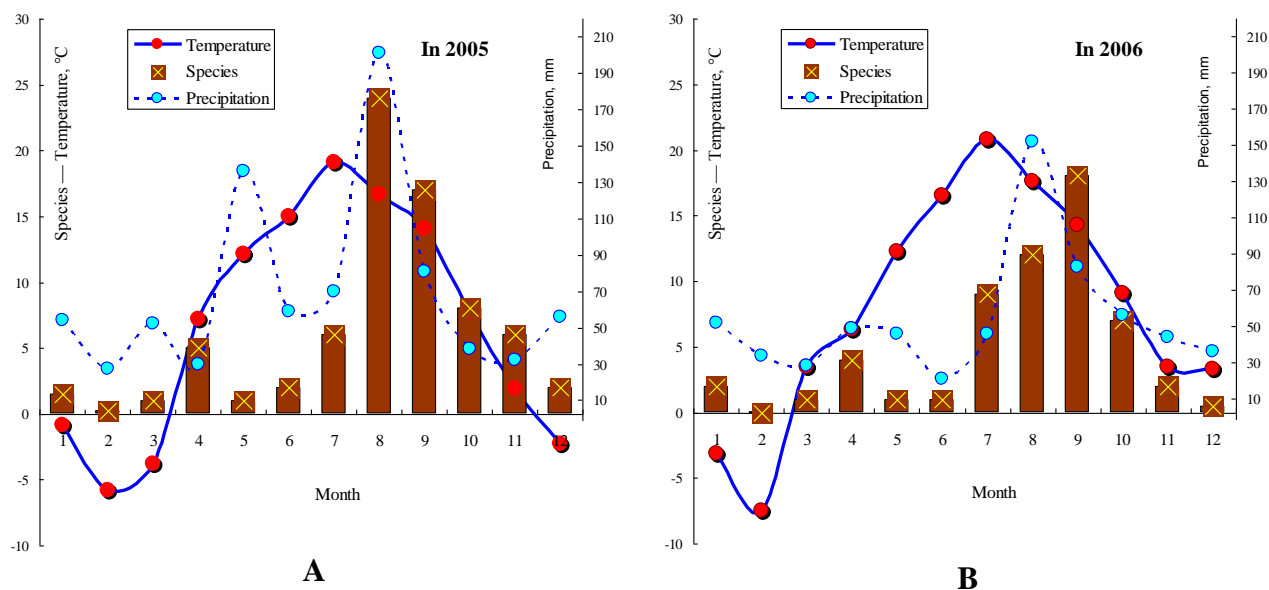 In 2005
Temperature
Species
Precipitation
Species — Temperature, °C
Precipitation, mm
30
25
20
15
10
5
0
-5
-10
210
190
170
150
130
110
90
70
50
30
10
1 2 3 4 5 6 7 8 9 10 11 12
Month
A
In 2006
Temperature
Species
Precipitation
Species — Temperature, °C
Precipitation, mm
30
25
20
15
10
5
0
-5
-10
210
190
170
150
130
110
90
70
50
30
10
1 2 3 4 5 6 7 8 9 10 11 12
Month
B